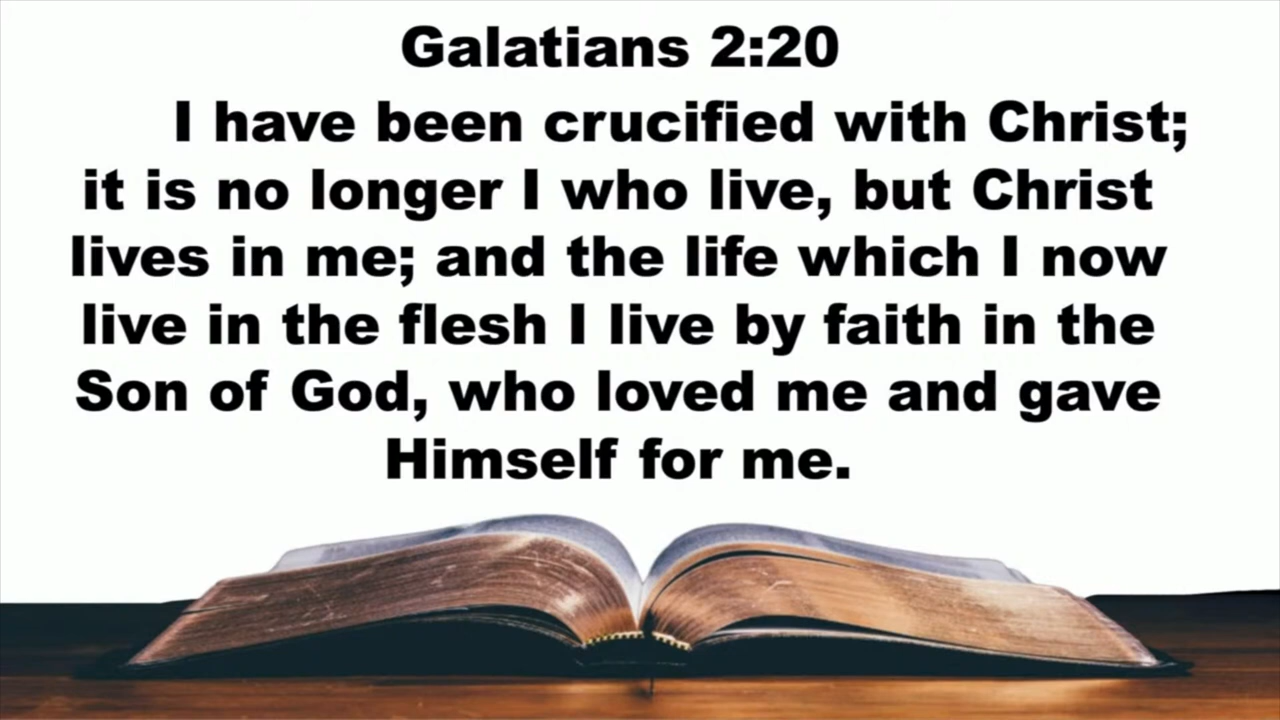 Galatians 2:20
I have been crucified with Christ;
it is no longer I who live, but Christ
lives in me; and the life which I now
live in the flesh I live by faith in the
Son of God, who loved me and gave
Himself for me.